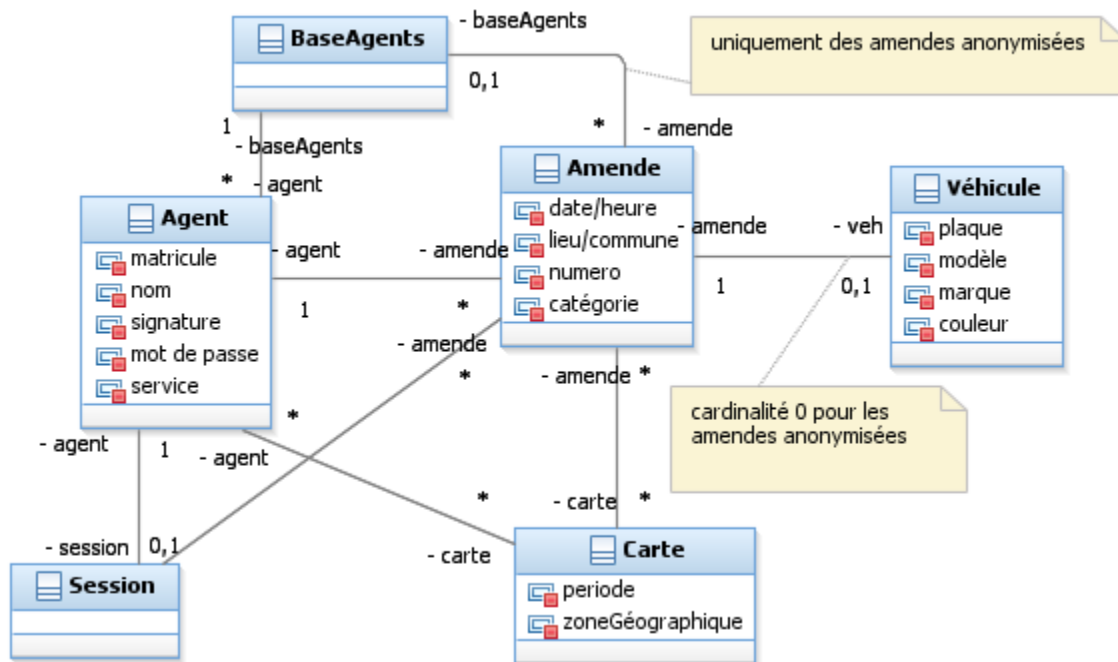 BaseAgents
- baseAgents
0,1
uniquement des amendes anonymisées
1
- baseAgents
*
- agent
*
- amende
Agent
matricule
nom
signature
mot de passe
service
Amende
date/heure
lieu/commune
numero
catégorie
Véhicule
plaque
modèle
marque
couleur
- agent
1
- amende
*
- amende
1
- veh
0,1
- amende
*
- amende
*
cardinalité 0 pour les
amendes anonymisées
- agent
1
- agent
*
- session
0,1
*
- carte
- carte
*
Session
Carte
periode
zoneGéographique